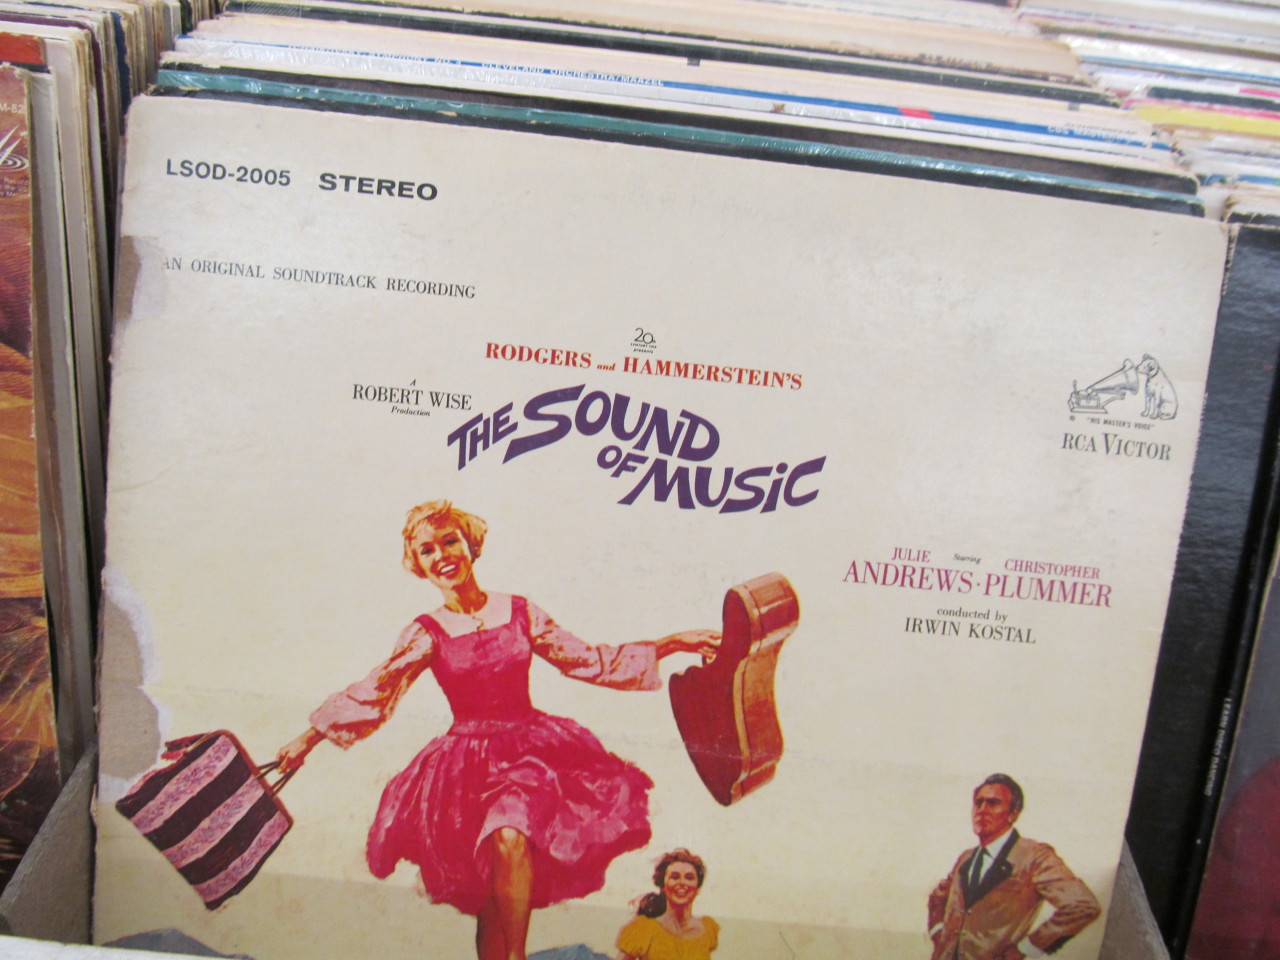 LSOD-2005 STEREO
AN ORIGINAL SOUNDTRACK RECORDING
20th
CENTURY FOX
presents
RODGERS and HAMMERSTEIN'S
A
ROBERT WISE
Production
THE SOUND
OF MUSIC
"HIS MASTER'S VOICE"
RCA VICTOR
Starring
JULIE CHRISTOPHER
ANDREWS · PLUMMER
conducted by
IRWIN KOSTAL
CLEVELAND ORCHESTRA/MAAZEL